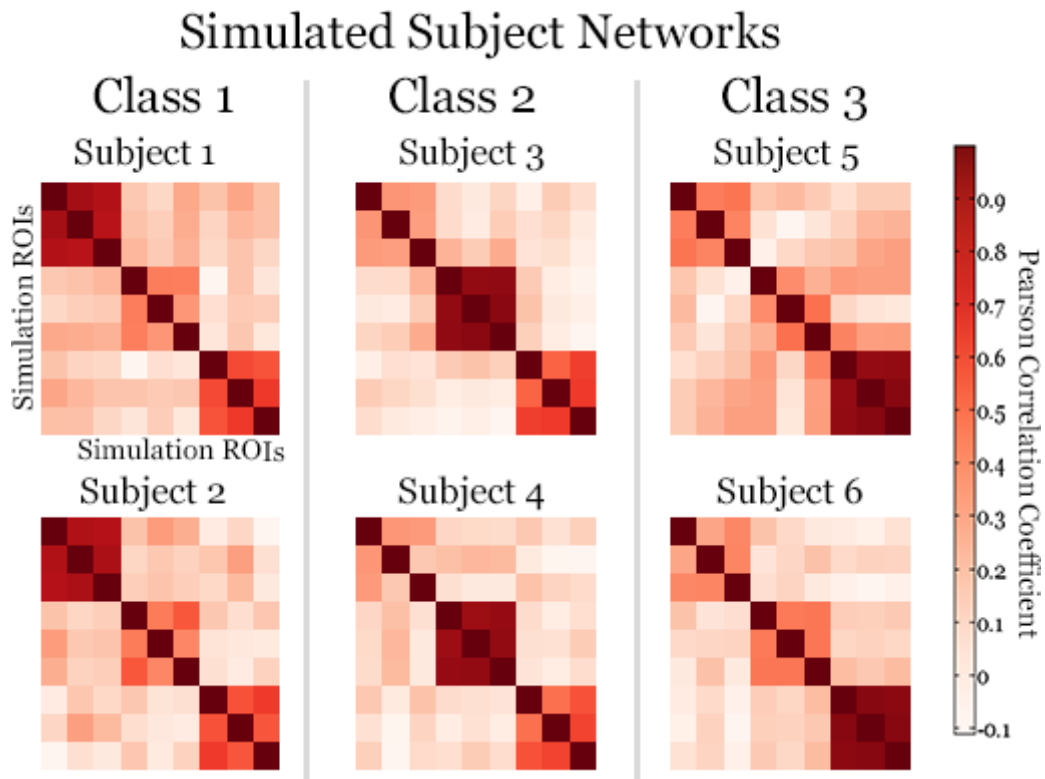 Simulated Subject Networks
Class 1
Class 2
Class 3
Subject 1
Subject 3
Subject 5
Simulation ROIs
Simulation ROIs
Subject 2
Subject 4
Subject 6
0.9
0.8
0.7
0.6
0.5
0.4
0.3
0.2
0.1
0
-0.1
Pearson Correlation Coefficient